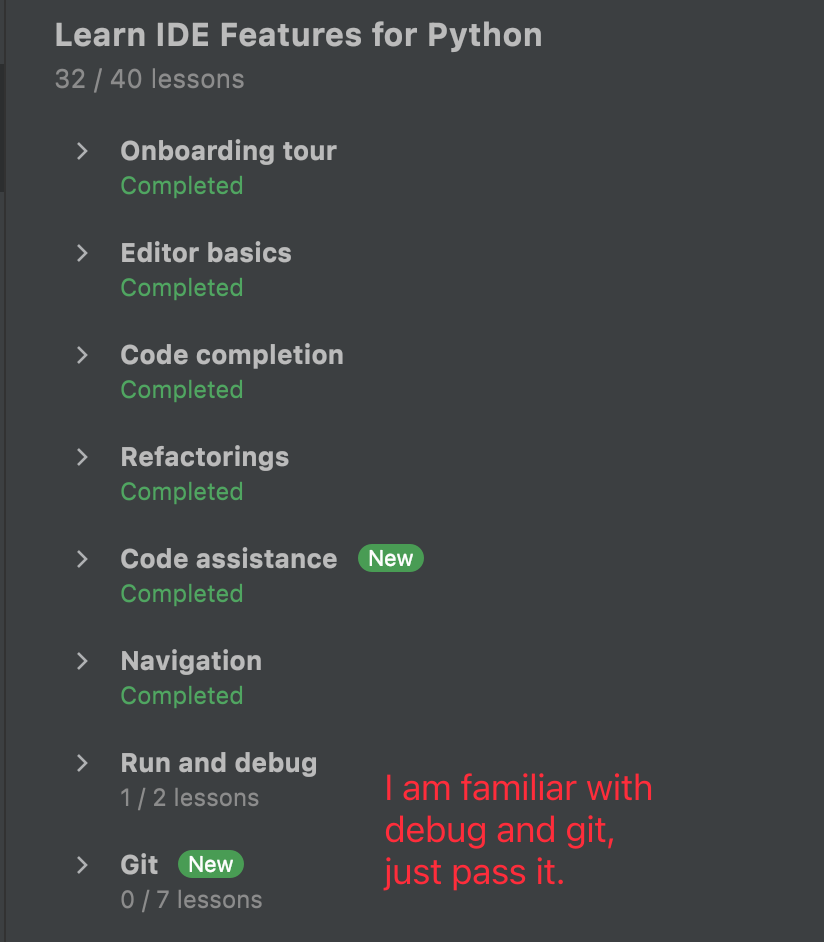 Learn IDE Features for Python
32 / 40 lessons
Onboarding tour
Completed
Editor basics
Completed
Code completion
Completed
Refactorings
Completed
Code assistance New
Completed
Navigation
Completed
Run and debug
1 / 2 lessons
Git New
0 / 7 lessons
I am familiar with
debug and git,
just pass it.